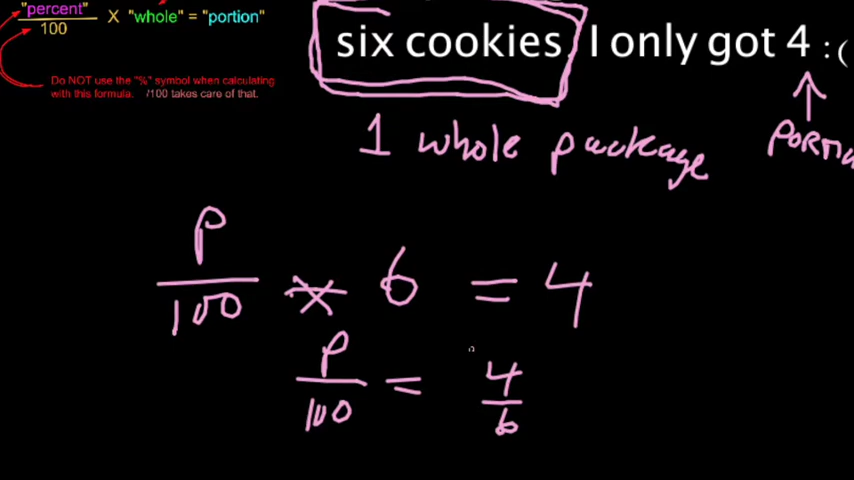 "percent"
100
X "whole" = "portion"
Do NOT use the "%" symbol when calculating
with this formula. /100 takes care of that.
six cookies I only got 4 :(
1 whole package
P
100
* 6 = 4
P
100
=
4
6